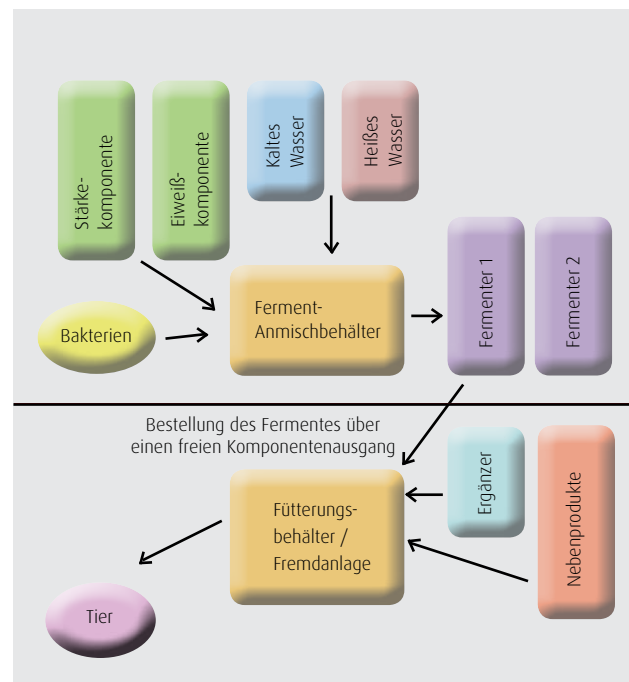 Stärke-
komponente
Eiweiß-
komponente
Kaltes
Wasser
Heißes
Wasser
Bakterien
Ferment-
Anmischbehälter
Fermenter 1
Fermenter 2
Bestellung des Fermentes über
einen freien Komponentenausgang
Fütterungs-
behälter /
Fremdanlage
Ergänzer
Nebenprodukte
Tier